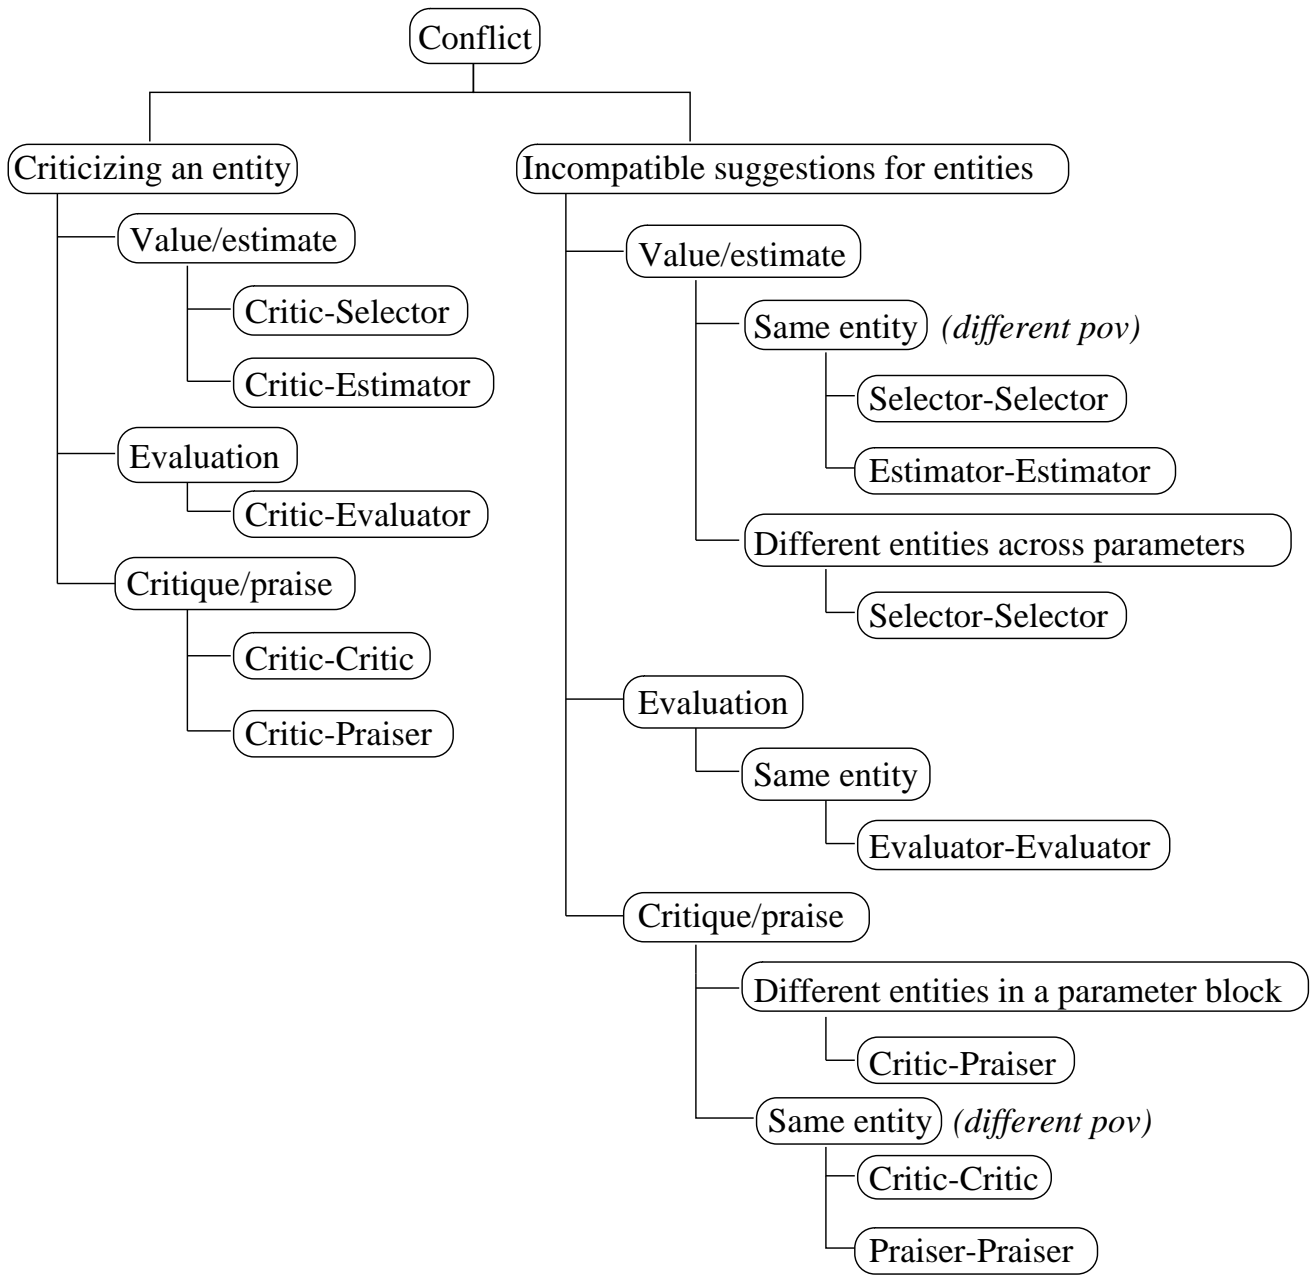 Conflict
Criticizing an entity
Value/estimate
Critic-Selector
Critic-Estimator
Evaluation
Critic-Evaluator
Critique/praise
Critic-Critic
Critic-Praiser
Incompatible suggestions for entities
Value/estimate
Same entity (different pov)
Selector-Selector
Estimator-Estimator
Different entities across parameters
Selector-Selector
Evaluation
Same entity
Evaluator-Evaluator
Critique/praise
Different entities in a parameter block
Critic-Praiser
Same entity (different pov)
Critic-Critic
Praiser-Praiser